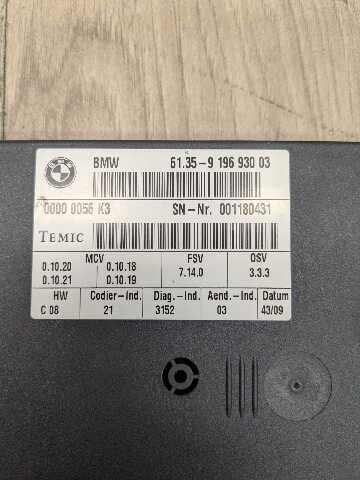 BMW 61.35-9 196 930 03
0000 0056 K3 SN-Nr. 001180431
TEMIC
MCV FSV OSV
0.10.20 0.10.18 7.14.0 3.3.3
0.10.21 0.10.19
HW Codier-Ind. Diag.-Ind. Aend.-Ind. Datum
C 08 21 3152 03 43/09